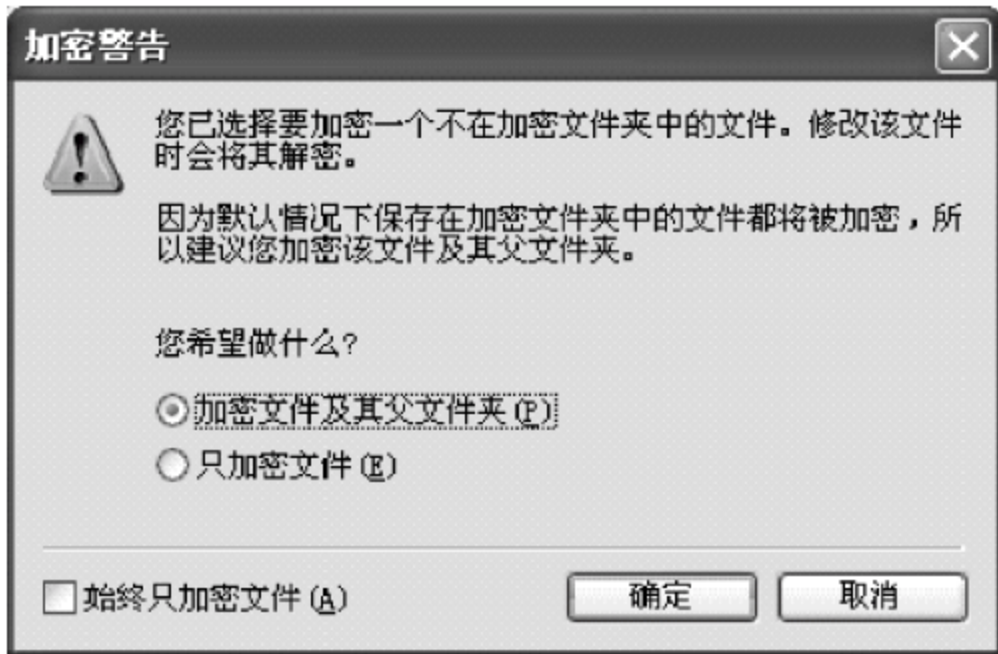 加密警告
您已选择要加密一个不在加密文件夹中的文件。修改该文件
时会将其解密。
因为默认情况下保存在加密文件夹中的文件都将被加密，所
以建议您加密该文件及其父文件夹。
您希望做什么?
加密文件及其父文件夹(P)
只加密文件(E)
始终只加密文件(A)
确定
取消